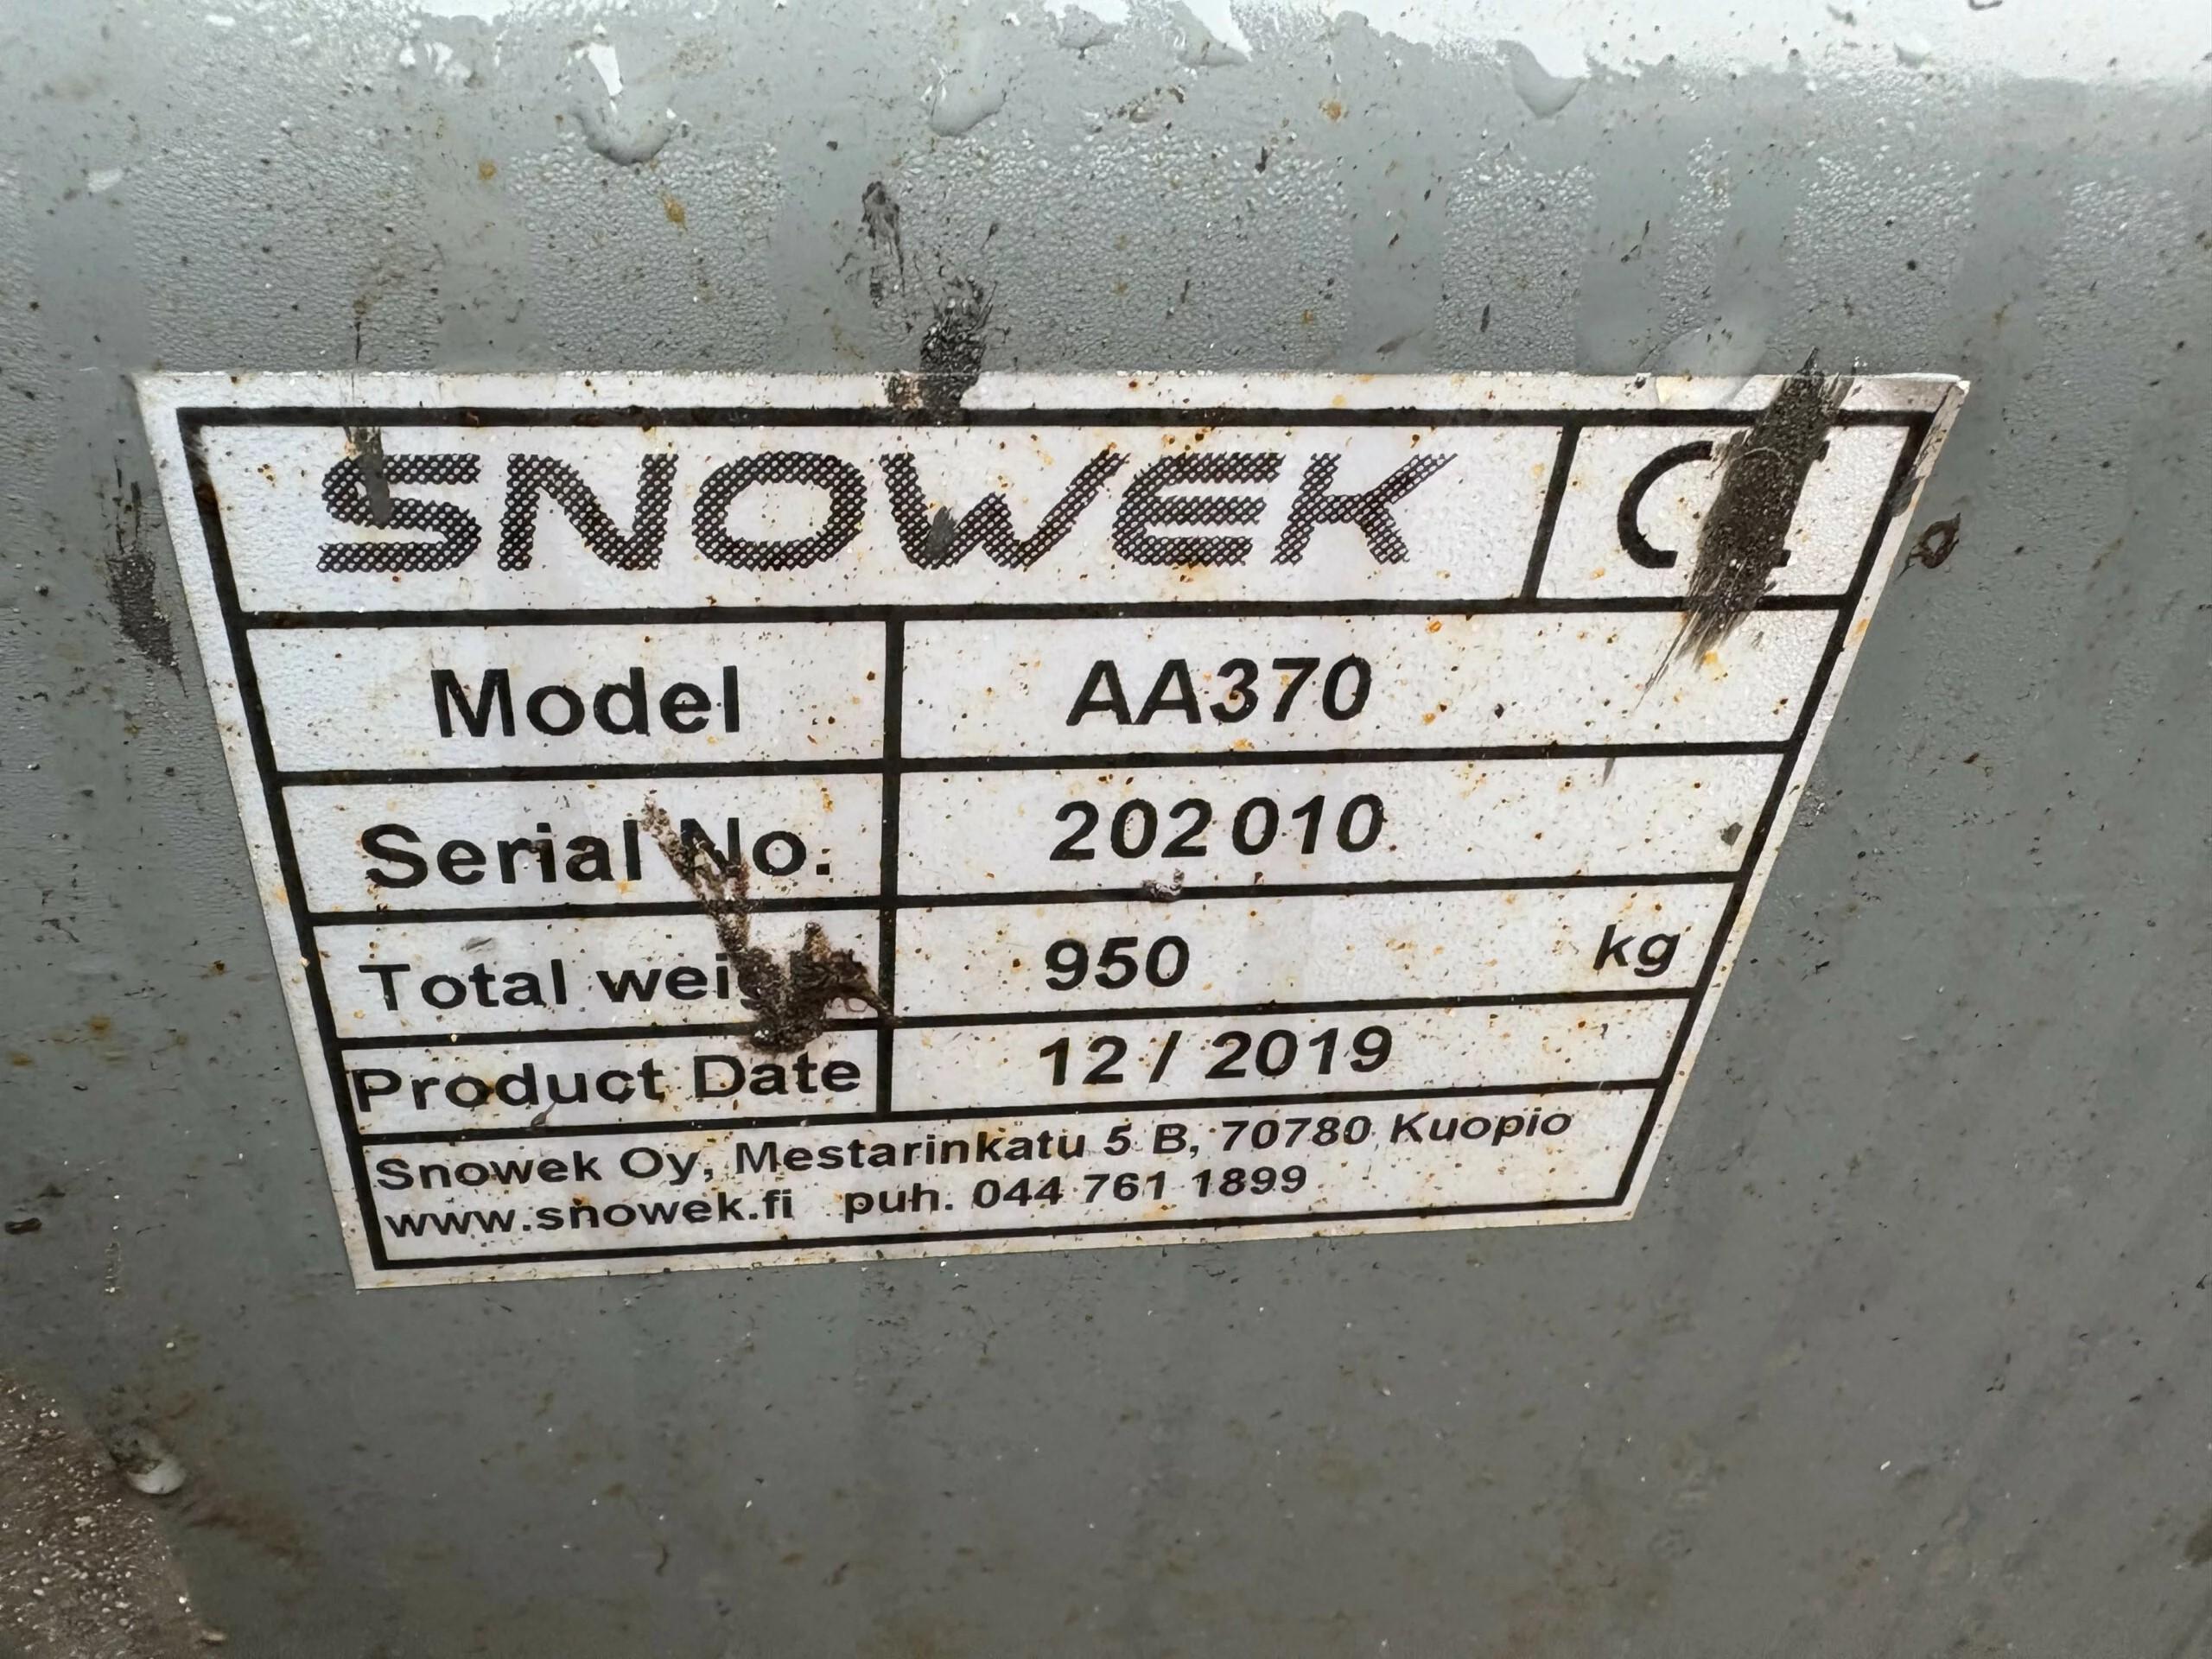 SNOWEK CE
Model AA370
Serial No. 202010
Total 950 kg
Product Date 12 / 2019
Snowek Oy, Mestarinkatu 5 B, 70780 Kuopio
www.snowek.fi puh. 044 761 1899